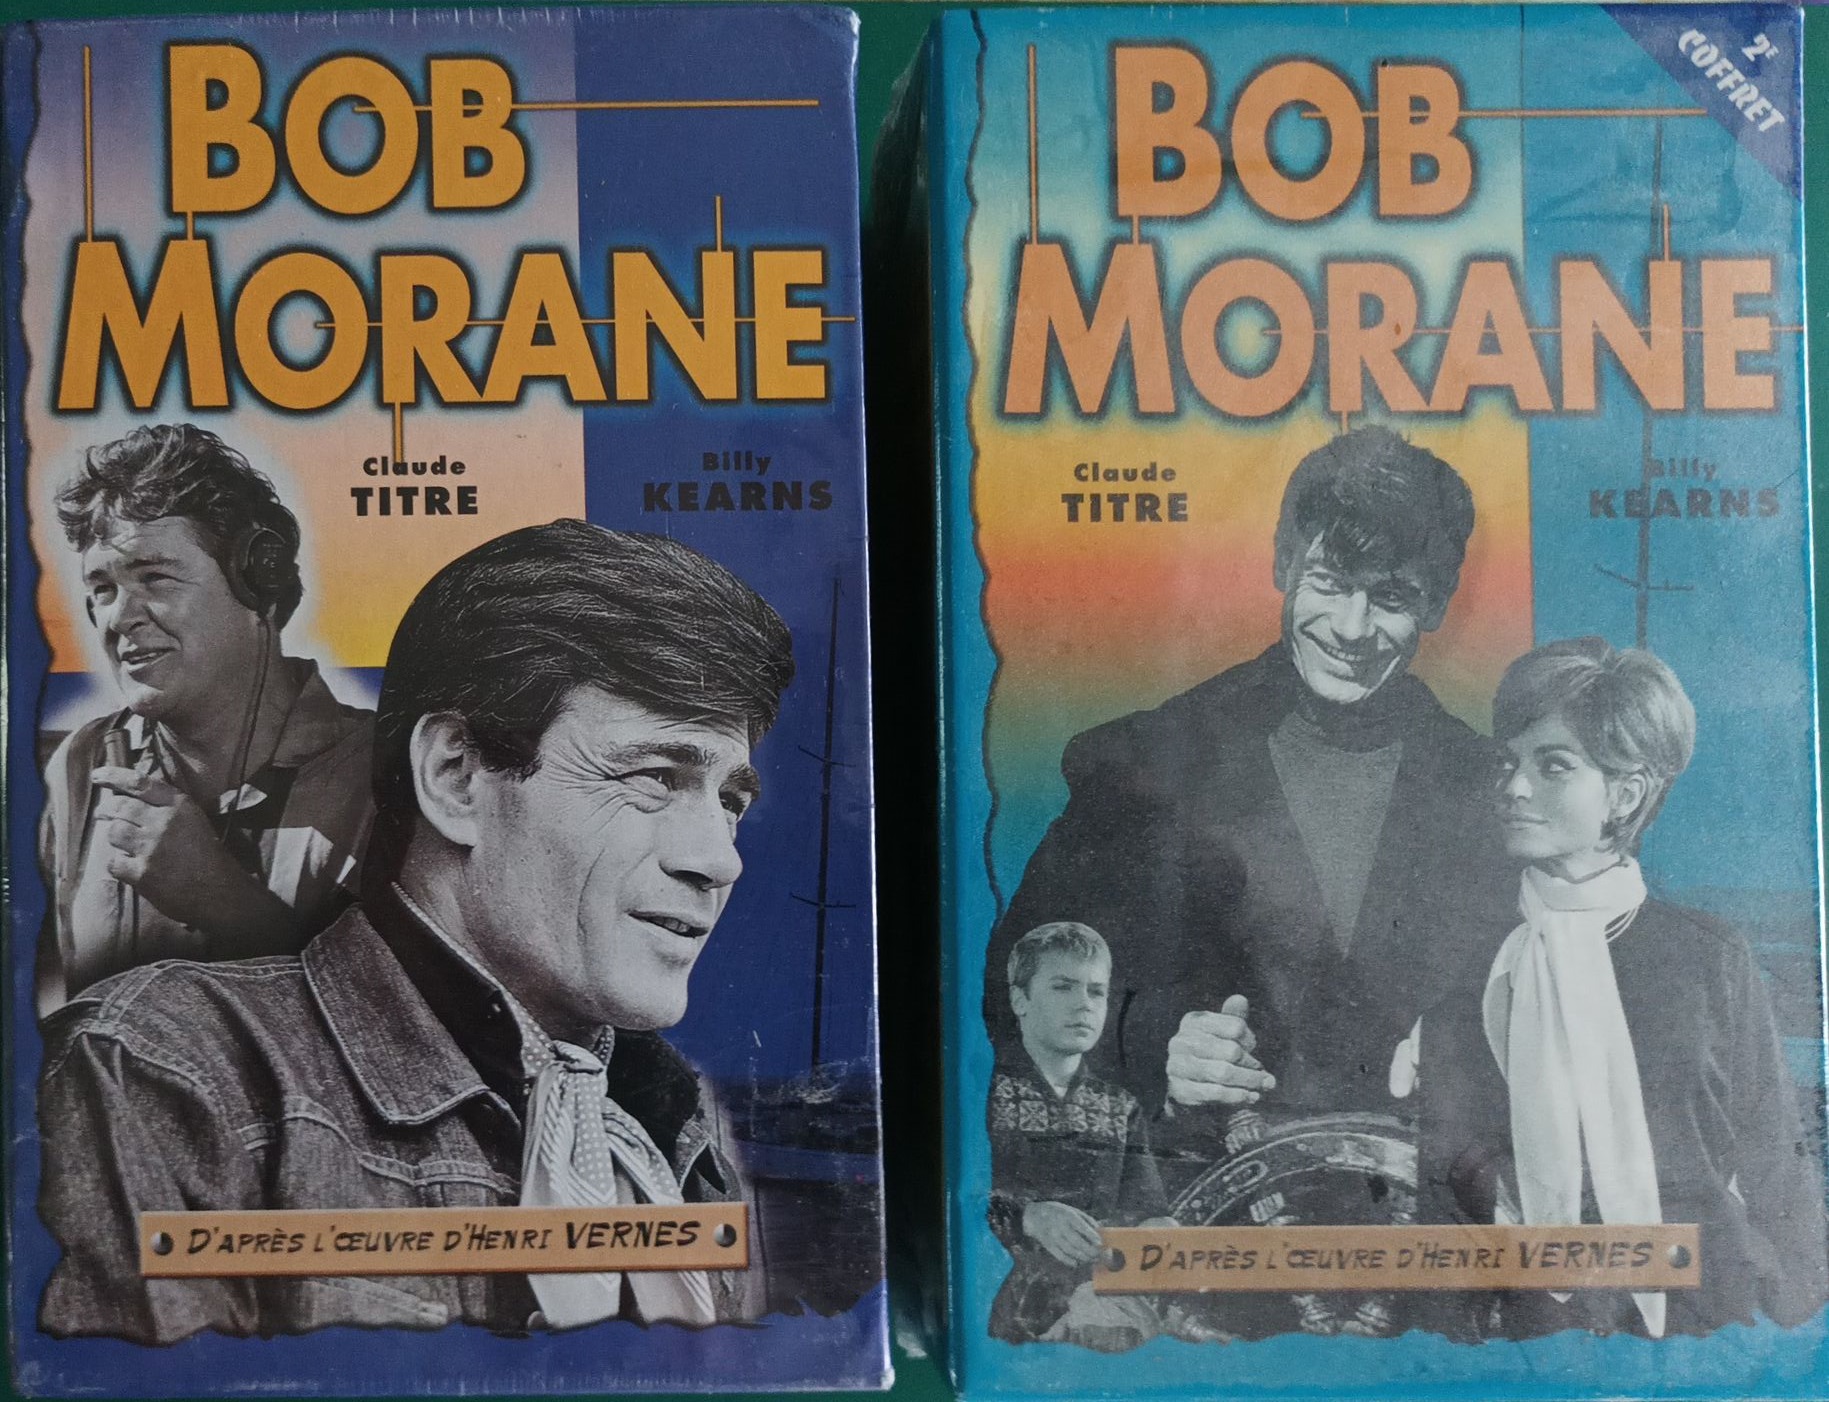 BOB
MORANE
Claude
TITRE
Billy
KEARNS
D'APRÈS L'ŒUVRE D'HENRI VERNES
2E
COFFRET
BOB
MORANE
Claude
TITRE
Billy
KEARNS
D'APRÈS L'ŒUVRE D'HENRI VERNES